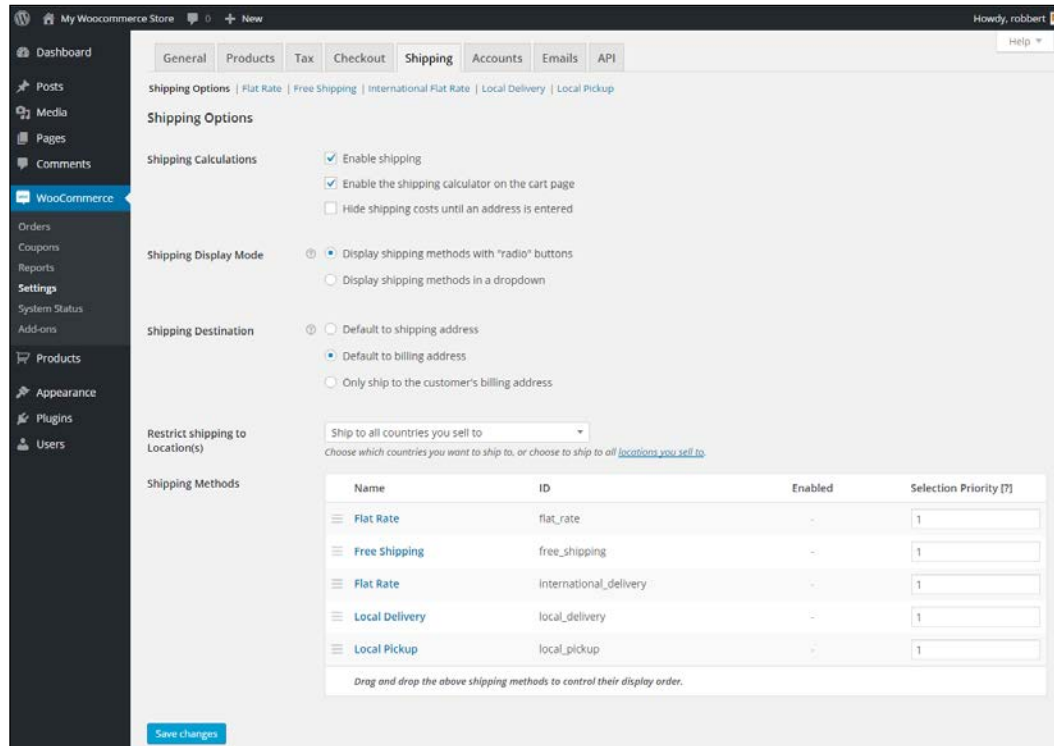 My Woocommerce Store 0 + New Howdy, robbert
Help
Dashboard
Posts
Media
Pages
Comments
WooCommerce
Orders
Coupons
Reports
Settings
System Status
Add-ons
Products
Appearance
Plugins
Users
General Products Tax Checkout Shipping Accounts Emails API
Shipping Options | Flat Rate | Free Shipping | International Flat Rate | Local Delivery | Local Pickup
Shipping Options
Shipping Calculations
Enable shipping
Enable the shipping calculator on the cart page
Hide shipping costs until an address is entered
Shipping Display Mode
Display shipping methods with "radio" buttons
Display shipping methods in a dropdown
Shipping Destination
Default to shipping address
Default to billing address
Only ship to the customer's billing address
Restrict shipping to
Location(s)
Ship to all countries you sell to
Choose which countries you want to ship to, or choose to ship to all locations you sell to.
Shipping Methods
Name ID Enabled Selection Priority [?]
Flat Rate flat_rate - 1
Free Shipping free_shipping - 1
Flat Rate international_delivery - 1
Local Delivery local_delivery - 1
Local Pickup local_pickup - 1
Drag and drop the above shipping methods to control their display order.
Save changes